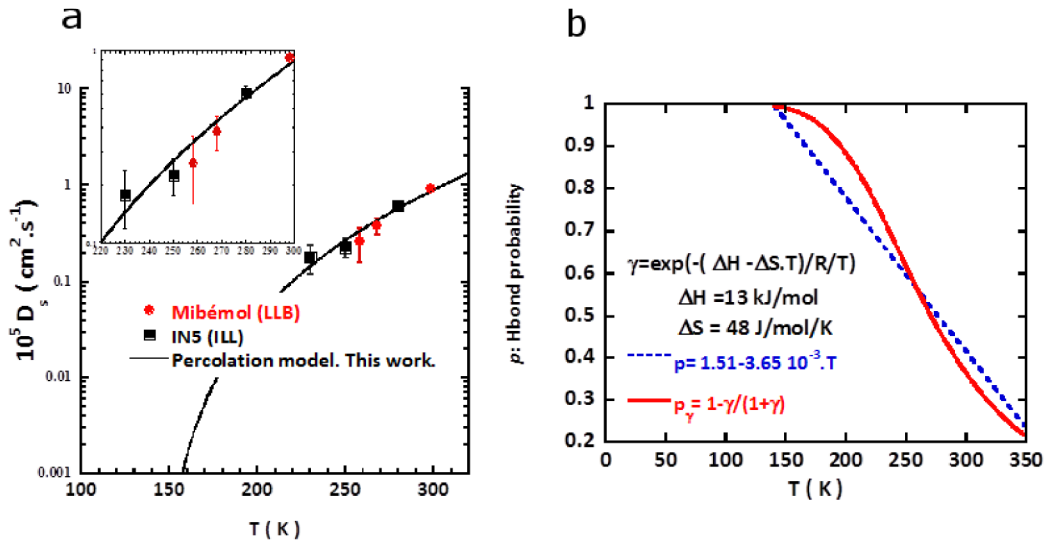 a
10⁵ Dₛ ( cm².s⁻¹)
10
1
0.1
0.01
0.001
1
0.1
220 230 240 250 260 270 280 290 300
Mibémol (LLB)
IN5 (ILL)
Percolation model. This work.
100 150 200 250 300
T ( K )
b
p: Hbond probability
1
0.9
0.8
0.7
0.6
0.5
0.4
0.3
0.2
γ=exp(-( ΔH -ΔS.T)/R/T)
ΔH =13 kJ/mol
ΔS = 48 J/mol/K
p= 1.51-3.65 10⁻³.T
pᵧ= 1-γ/(1+γ)
0 50 100 150 200 250 300 350
T ( K )